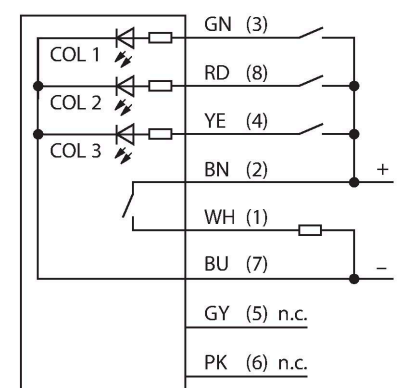 GN (3)
COL 1
RD (8)
COL 2
YE (4)
COL 3
BN (2)
+
WH (1)
BU (7)
–
GY (5) n.c.
PK (6) n.c.